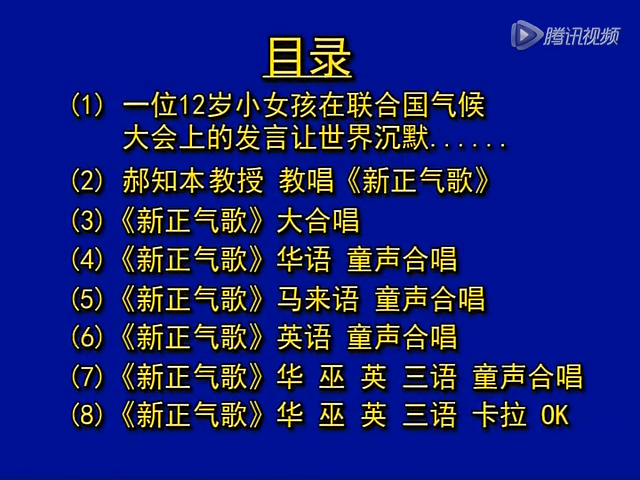 腾讯视频
目录
(1) 一位12岁小女孩在联合国气候
大会上的发言让世界沉默......
(2) 郝知本教授 教唱《新正气歌》
(3)《新正气歌》大合唱
(4)《新正气歌》华语 童声合唱
(5)《新正气歌》马来语 童声合唱
(6)《新正气歌》英语 童声合唱
(7)《新正气歌》华 巫 英 三语 童声合唱
(8)《新正气歌》华 巫 英 三语 卡拉 OK